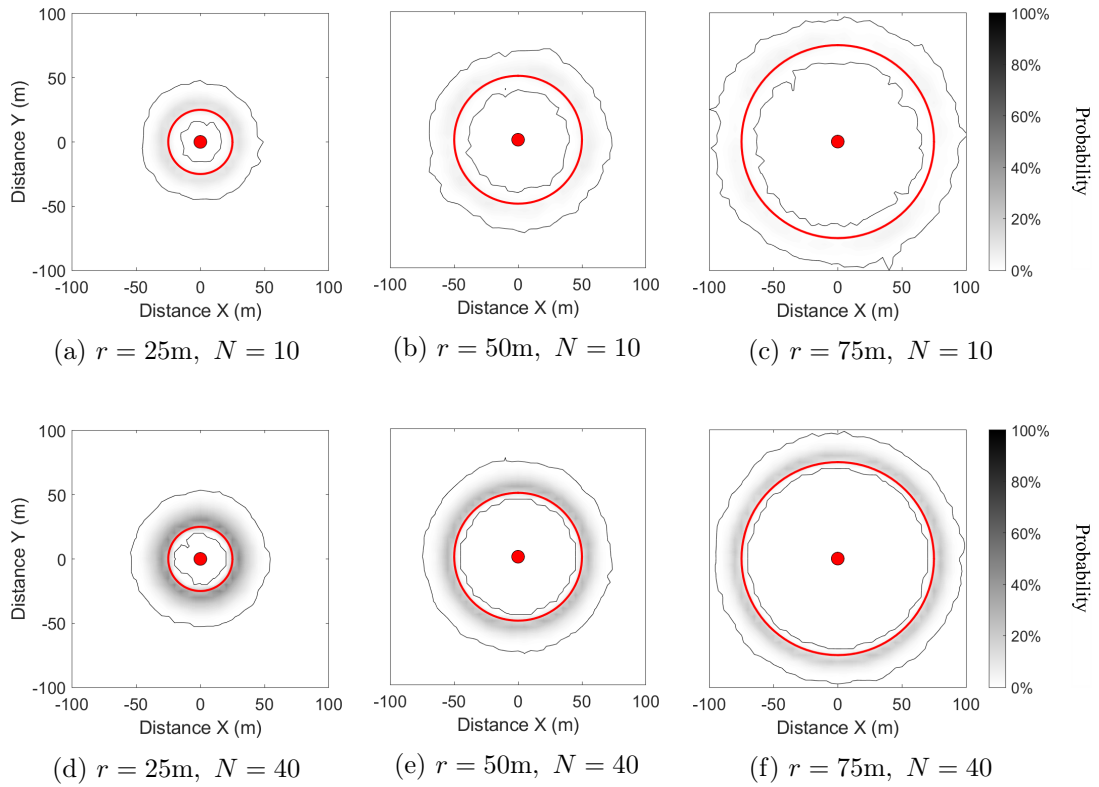 100
50
0
-50
-100
Distance Y (m)
-100 -50 0 50 100
Distance X (m)
(a) r = 25m, N = 10
-100 -50 0 50 100
Distance X (m)
(b) r = 50m, N = 10
-100 -50 0 50 100
Distance X (m)
(c) r = 75m, N = 10
100%
80%
60%
40%
20%
0%
Probability
100
50
0
-50
-100
Distance Y (m)
-100 -50 0 50 100
Distance X (m)
(d) r = 25m, N = 40
-100 -50 0 50 100
Distance X (m)
(e) r = 50m, N = 40
-100 -50 0 50 100
Distance X (m)
(f) r = 75m, N = 40
100%
80%
60%
40%
20%
0%
Probability